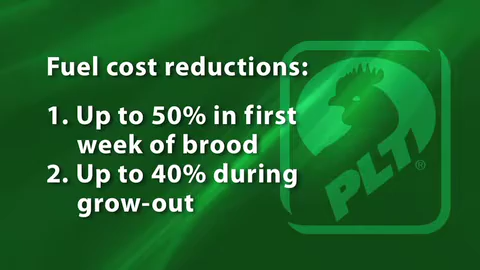 Fuel cost reductions:
1. Up to 50% in first
week of brood
2. Up to 40% during
grow-out
PLTI
®